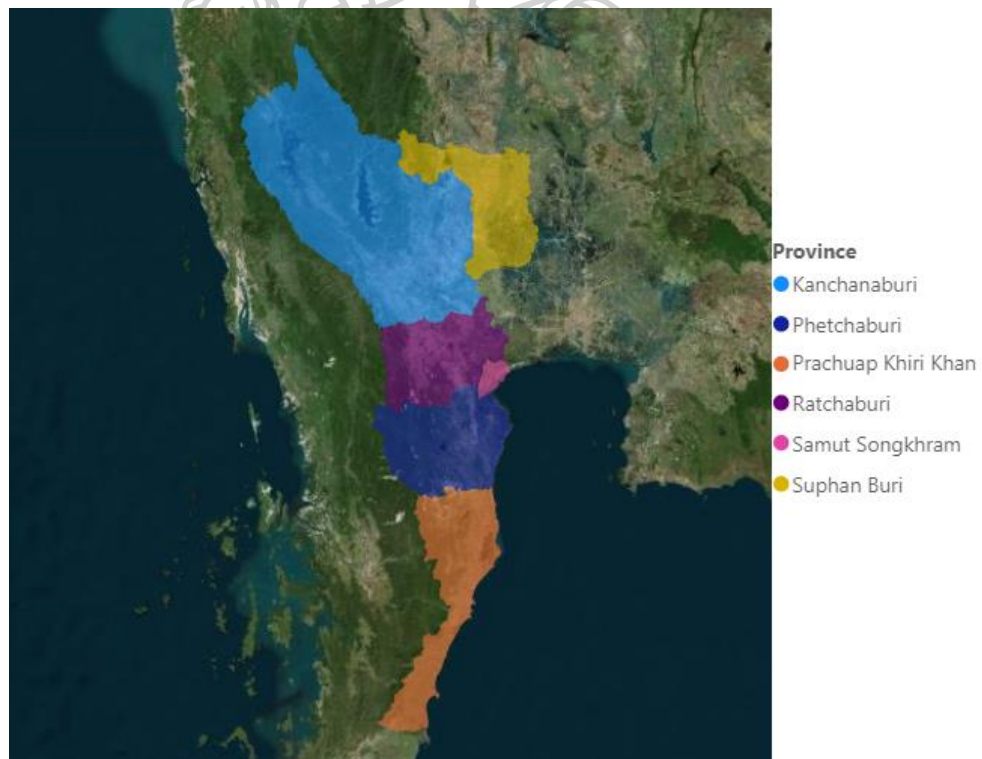 Province
Kanchanaburi
Phetchaburi
Prachuap Khiri Khan
Ratchaburi
Samut Songkhram
Suphan Buri